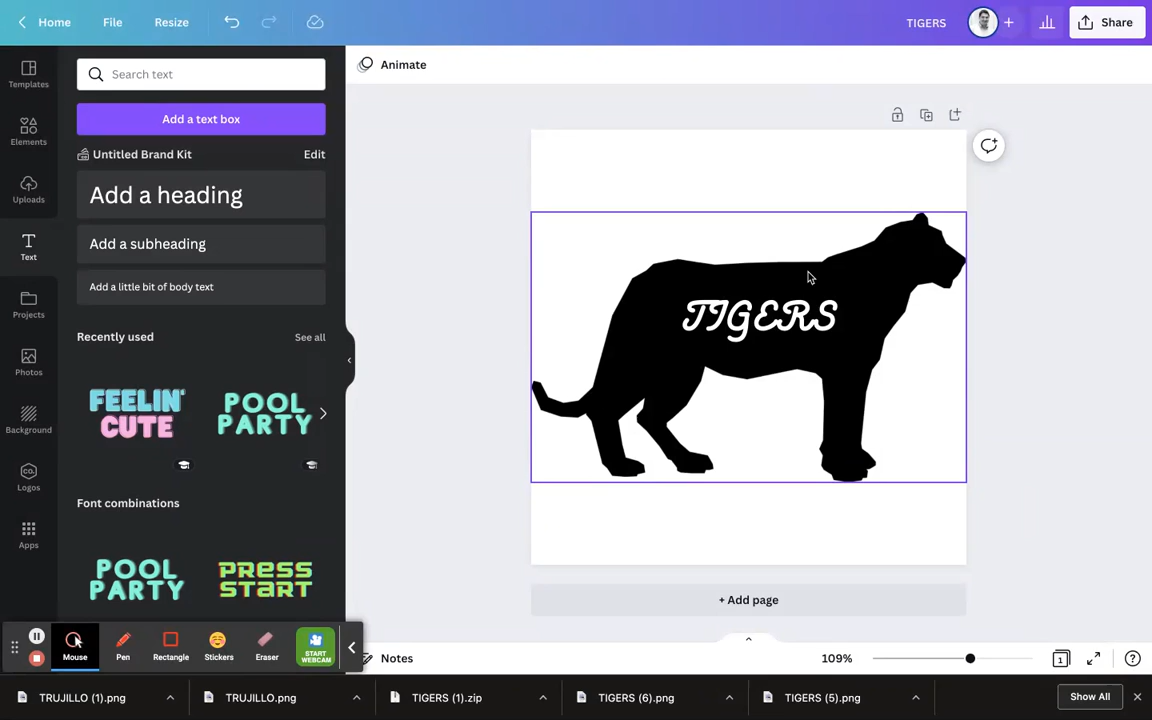 Home File Resize TIGERS + Share
Templates
Elements
Uploads
Text
Projects
Photos
Background
CO.
Logos
Apps
Search text
Add a text box
Untitled Brand Kit Edit
Add a heading
Add a subheading
Add a little bit of body text
Recently used See all
FEELIN'
CUTE
POOL
PARTY
Font combinations
POOL
PARTY
PRESS
START
Animate
TIGERS
+ Add page
Mouse Pen Rectangle Stickers Eraser
START
WEBCAM
Notes 109% 1 ?
TRUJILLO (1).png TRUJILLO.png TIGERS (1).zip TIGERS (6).png TIGERS (5).png Show All